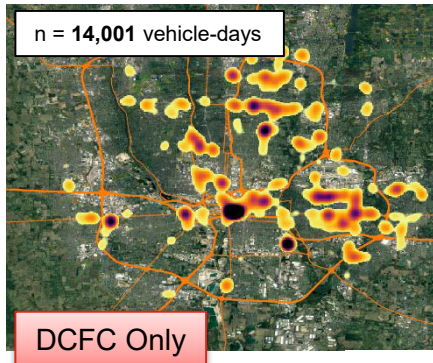 n = 14,001 vehicle-days
DCFC Only